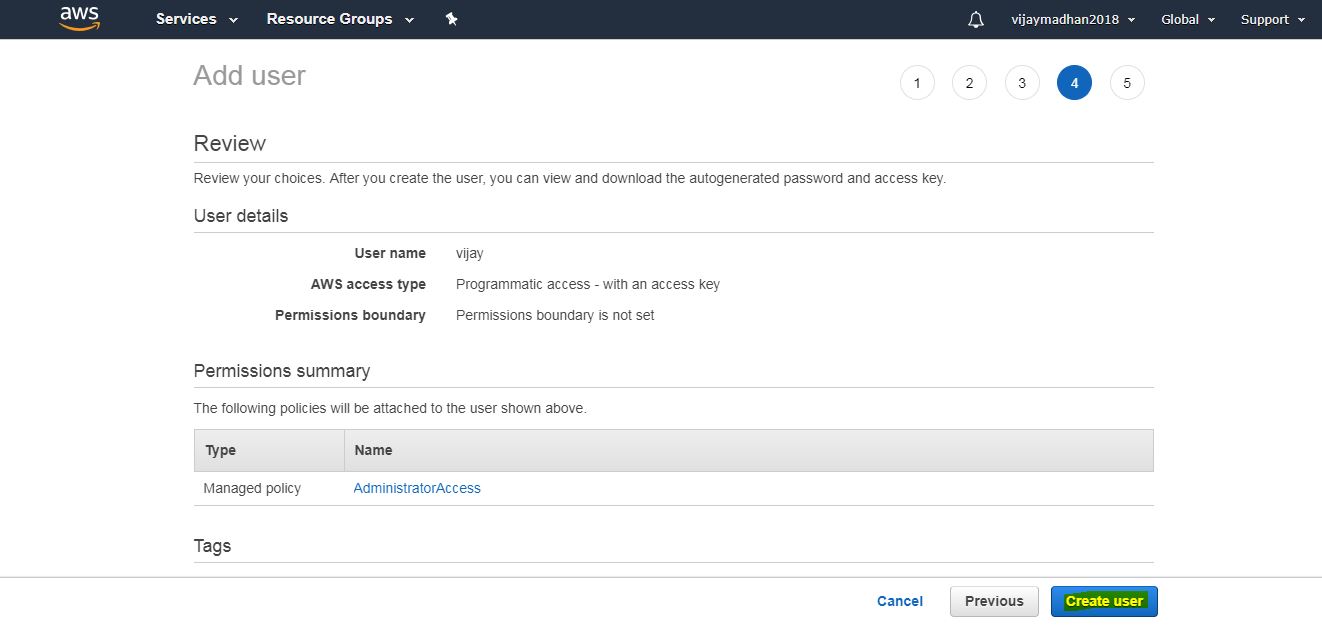 aws Services Resource Groups vijaymadhan2018 Global Support
Add user 1 2 3 4 5
Review
Review your choices. After you create the user, you can view and download the autogenerated password and access key.
User details
User name vijay
AWS access type Programmatic access - with an access key
Permissions boundary Permissions boundary is not set
Permissions summary
The following policies will be attached to the user shown above.
Type Name
Managed policy AdministratorAccess
Tags
Cancel Previous Create user